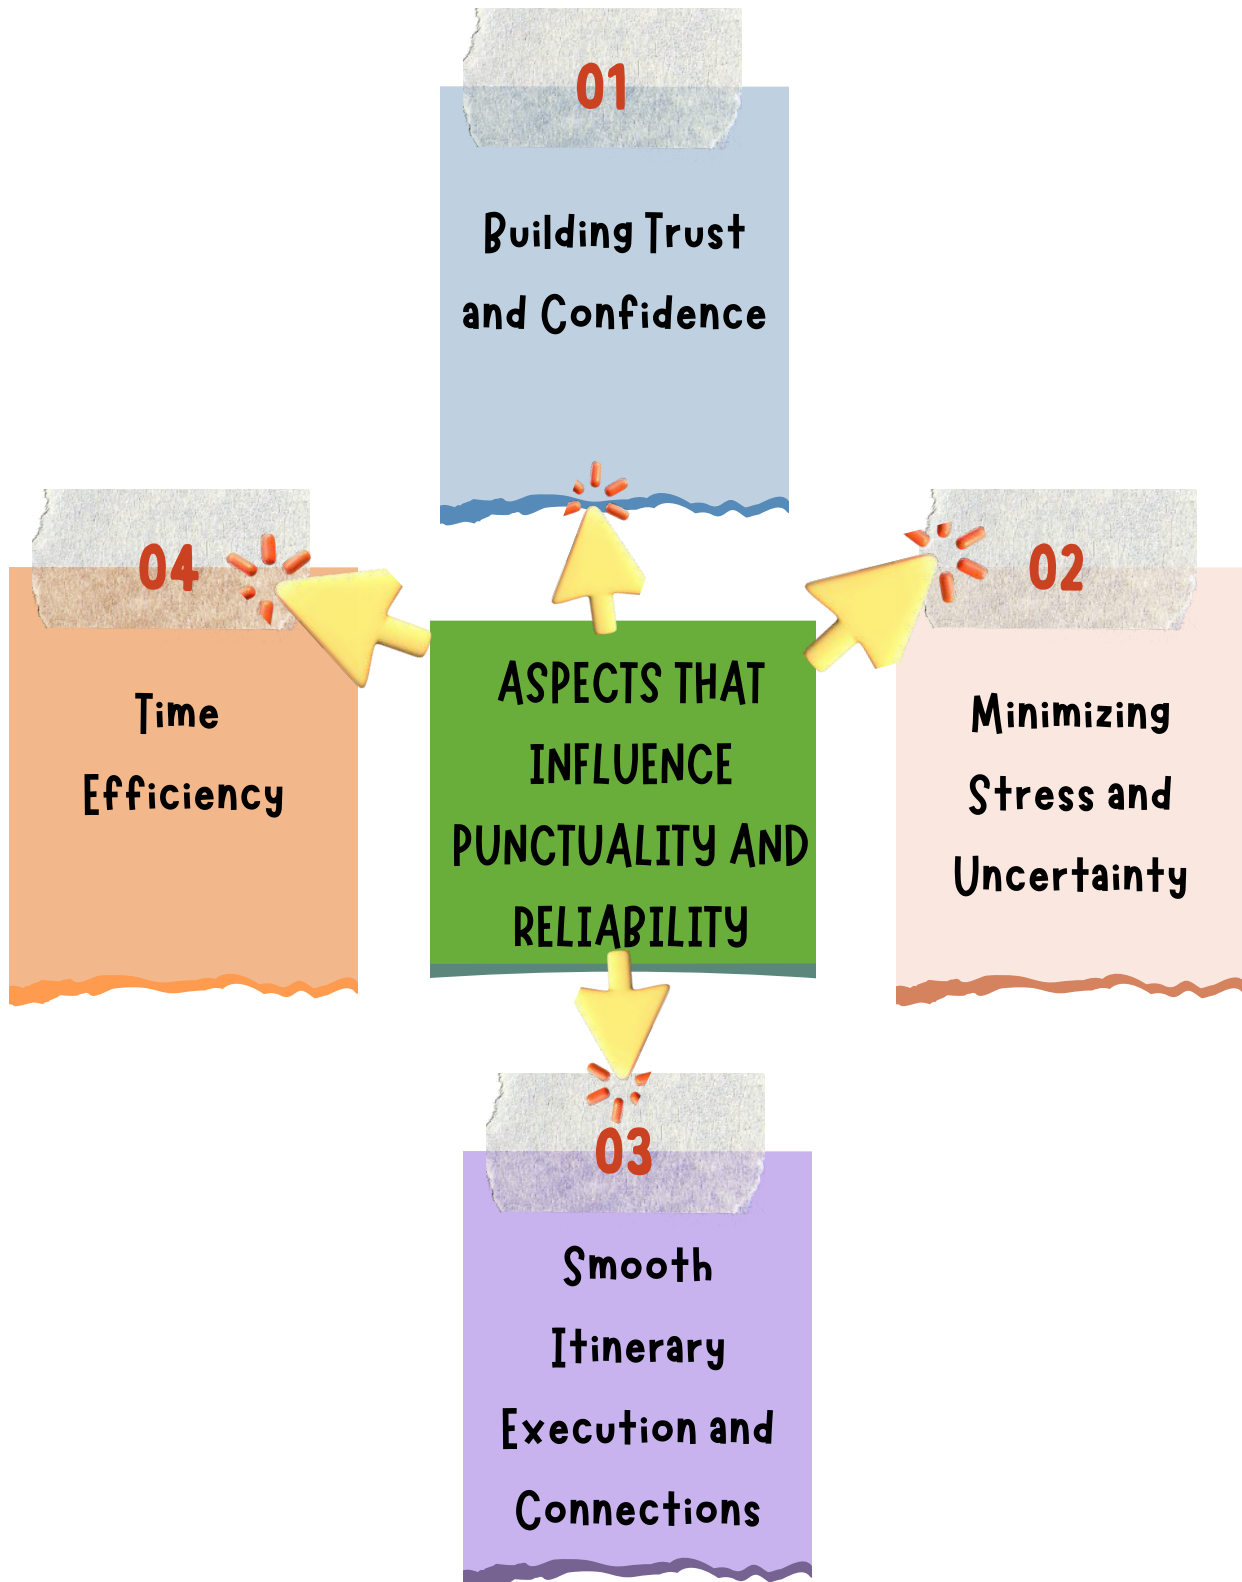 01
Building Trust
and Confidence
04
Time
Efficiency
ASPECTS THAT
INFLUENCE
PUNCTUALITY AND
RELIABILITY
02
Minimizing
Stress and
Uncertainty
03
Smooth
Itinerary
Execution and
Connections